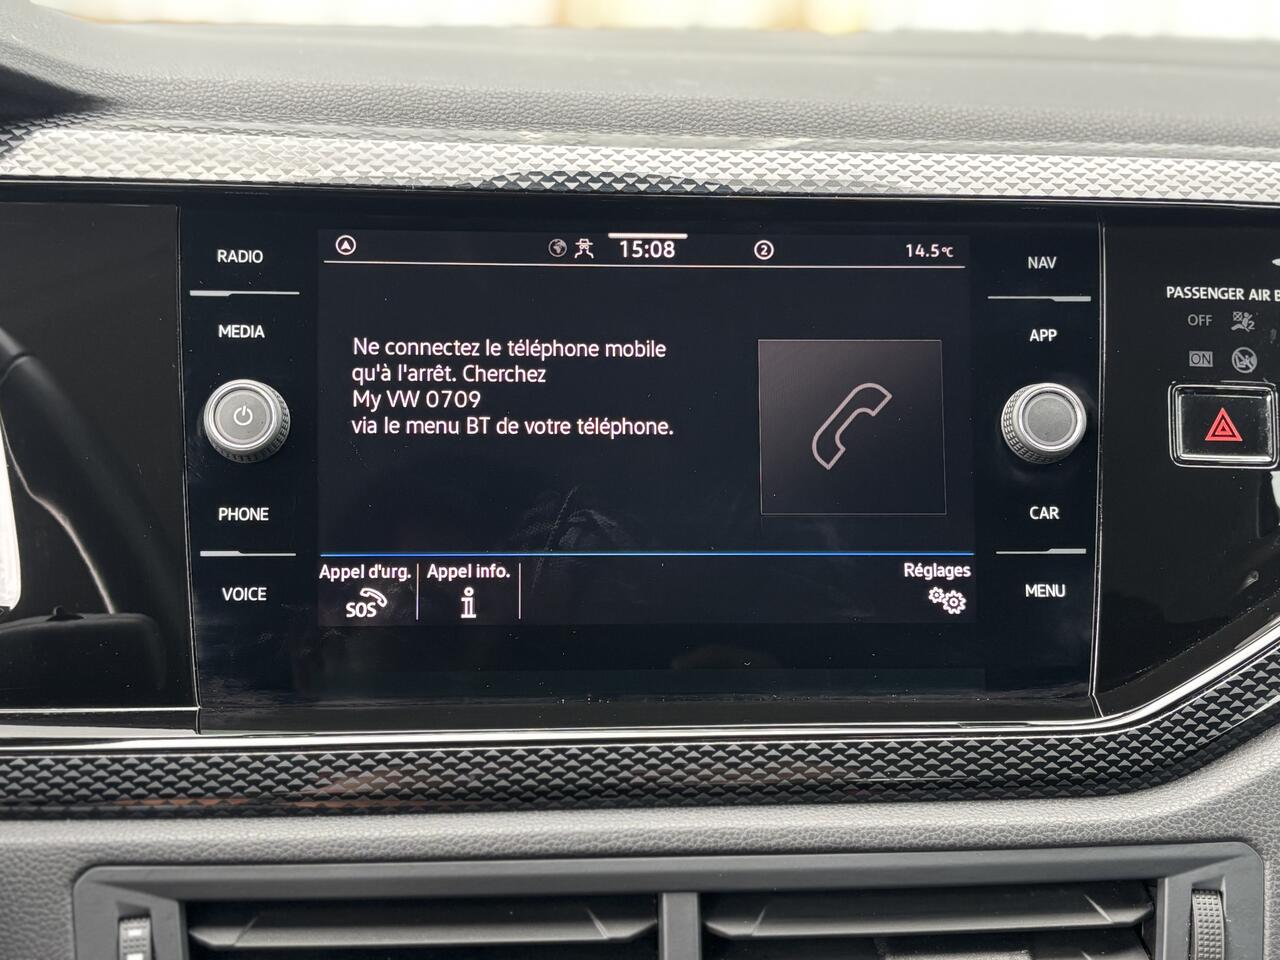 RADIO
MEDIA
PHONE
VOICE
15:08
2
14.5°C
Ne connectez le téléphone mobile
qu'à l'arrêt. Cherchez
My VW 0709
via le menu BT de votre téléphone.
Appel d'urg.
SOS
Appel info.
i
Réglages
NAV
APP
CAR
MENU
PASSENGER AIR B
OFF
ON